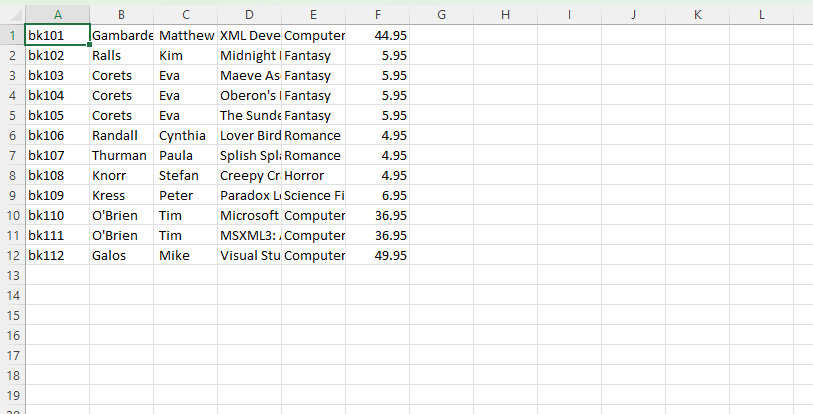 A B C D E F G H I J K L
1 bk101 Gambarde Matthew XML Deve Computer 44.95
2 bk102 Ralls Kim Midnight Fantasy 5.95
3 bk103 Corets Eva Maeve As Fantasy 5.95
4 bk104 Corets Eva Oberon's Fantasy 5.95
5 bk105 Corets Eva The Sunde Fantasy 5.95
6 bk106 Randall Cynthia Lover Bird Romance 4.95
7 bk107 Thurman Paula Splish Spla Romance 4.95
8 bk108 Knorr Stefan Creepy Cr Horror 4.95
9 bk109 Kress Peter Paradox L Science Fi 6.95
10 bk110 O'Brien Tim Microsoft Computer 36.95
11 bk111 O'Brien Tim MSXML3: Computer 36.95
12 bk112 Galos Mike Visual Stu Computer 49.95
13
14
15
16
17
18
19